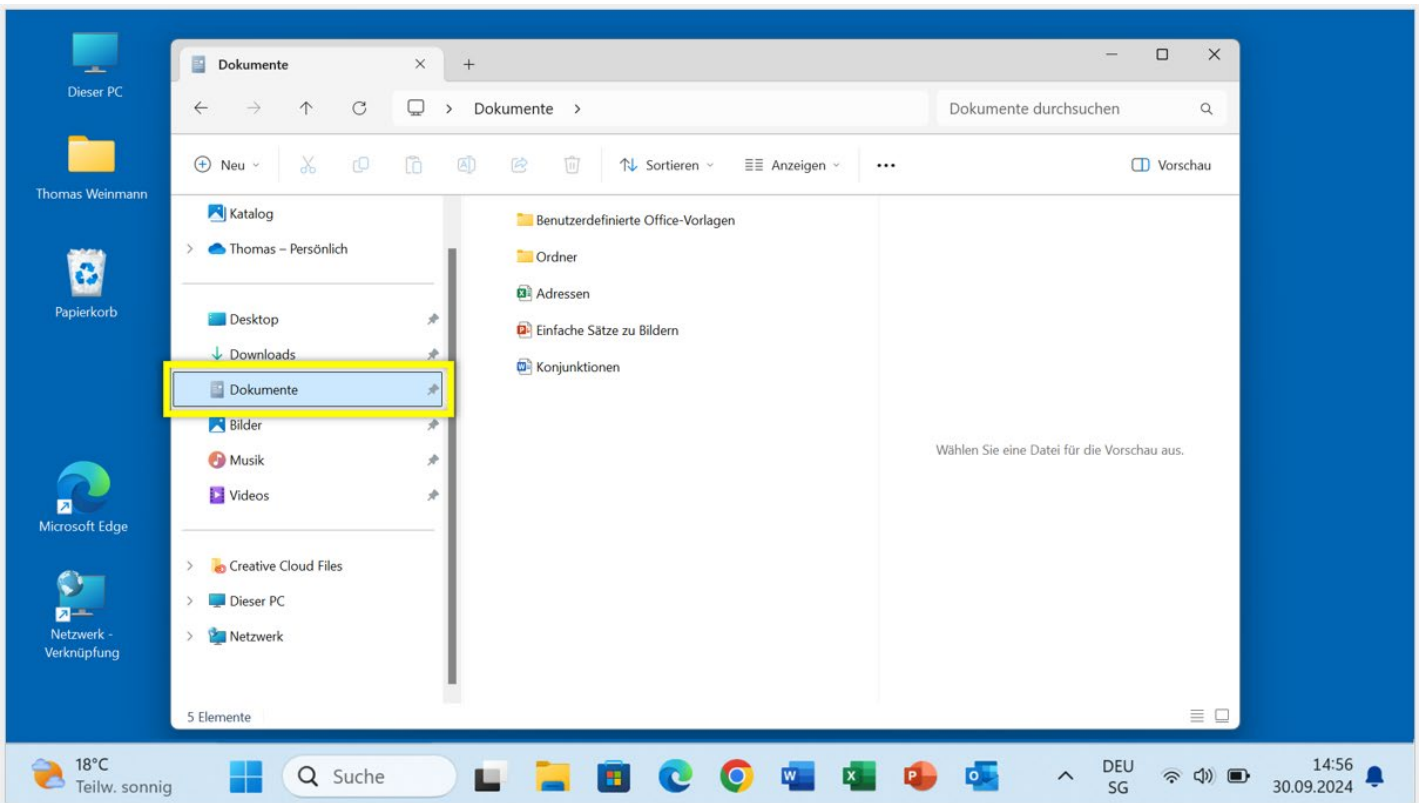 Dieser PC
Thomas Weinmann
Papierkorb
Microsoft Edge
Netzwerk -
Verknüpfung
Dokumente
Dokumente
Dokumente durchsuchen
Neu
Sortieren
Anzeigen
Vorschau
Katalog
Thomas – Persönlich
Desktop
Downloads
Dokumente
Bilder
Musik
Videos
Creative Cloud Files
Dieser PC
Netzwerk
Benutzerdefinierte Office-Vorlagen
Ordner
Adressen
Einfache Sätze zu Bildern
Konjunktionen
Wählen Sie eine Datei für die Vorschau aus.
5 Elemente
18°C
Teilw. sonnig
Suche
DEU
SG
14:56
30.09.2024